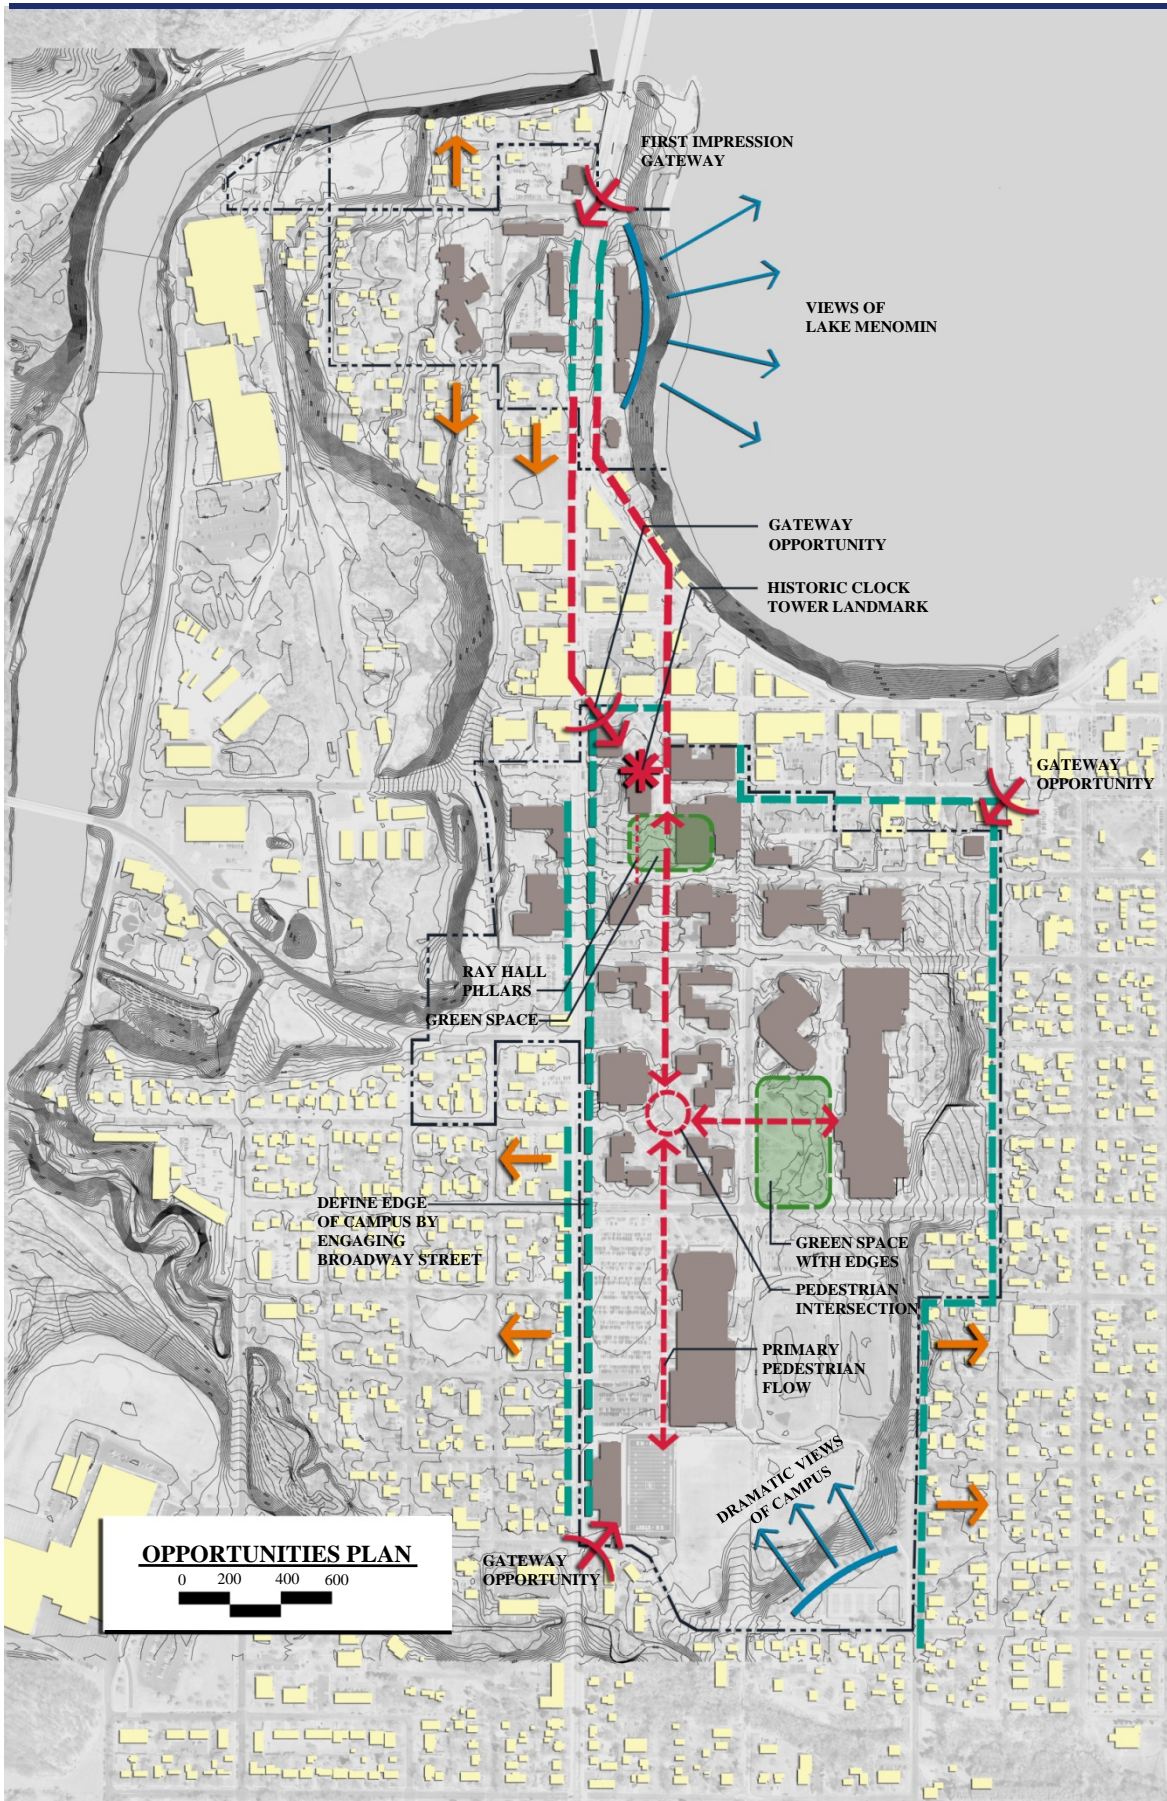 FIRST IMPRESSION
GATEWAY
VIEWS OF
LAKE MENOMIN
GATEWAY
OPPORTUNITY
HISTORIC CLOCK
TOWER LANDMARK
GATEWAY
OPPORTUNITY
RAY HALL
PILLARS
GREEN SPACE
DEFINE EDGE
OF CAMPUS BY
ENGAGING
BROADWAY STREET
GREEN SPACE
WITH EDGES
PEDESTRIAN
INTERSECTION
PRIMARY
PEDESTRIAN
FLOW
DRAMATIC VIEWS
OF CAMPUS
GATEWAY
OPPORTUNITY
OPPORTUNITIES PLAN
0 200 400 600